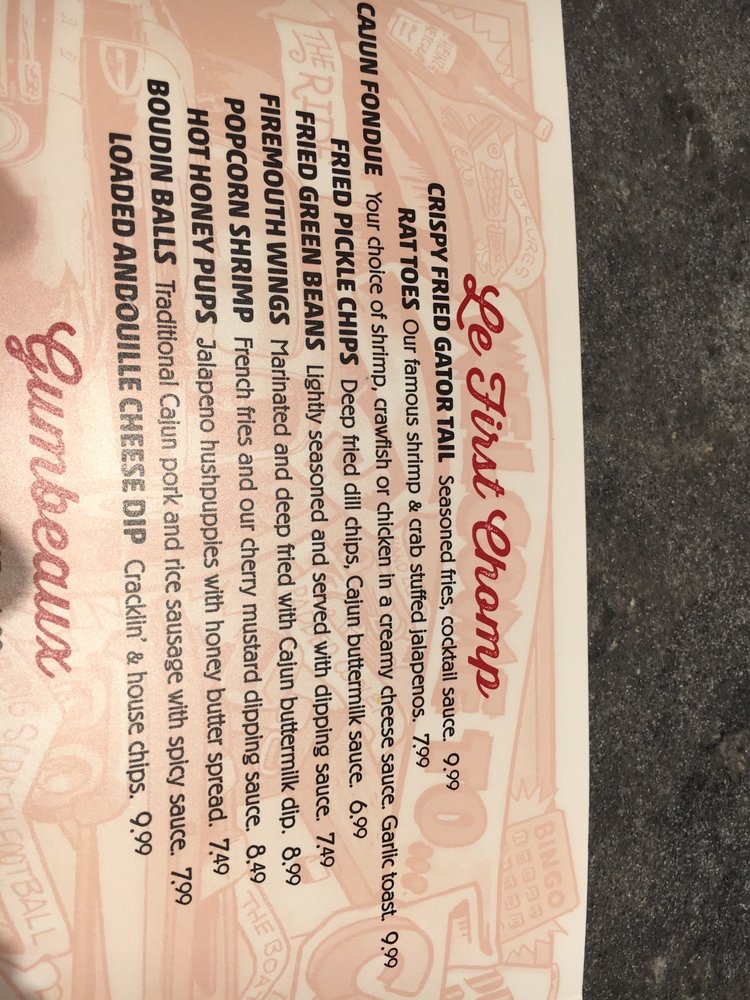 Le First Chomp
CRISPY FRIED GATOR TAIL Seasoned fries, cocktail sauce. 9.99
RAT TOES Our famous shrimp & crab stuffed jalapenos. 7.99
CAJUN FONDUE Your choice of shrimp, crawfish or chicken in a creamy cheese sauce. Garlic toast. 9.99
FRIED PICKLE CHIPS Deep fried dill chips, Cajun buttermilk sauce. 6.99
FRIED GREEN BEANS Lightly seasoned and served with dipping sauce. 7.49
FIREMOUTH WINGS Marinated and deep fried with Cajun buttermilk dip. 8.99
POPCORN SHRIMP French fries and our cherry mustard dipping sauce. 8.49
HOT HONEY PUPS Jalapeno hushpuppies with honey butter spread. 7.49
BOUDIN BALLS Traditional Cajun pork and rice sausage with spicy sauce. 7.99
LOADED ANDOUILLE CHEESE DIP Cracklin' & house chips. 9.99
Gumbeaux
HOT LURES
BINGO
TO...
THE
FOOTBALL